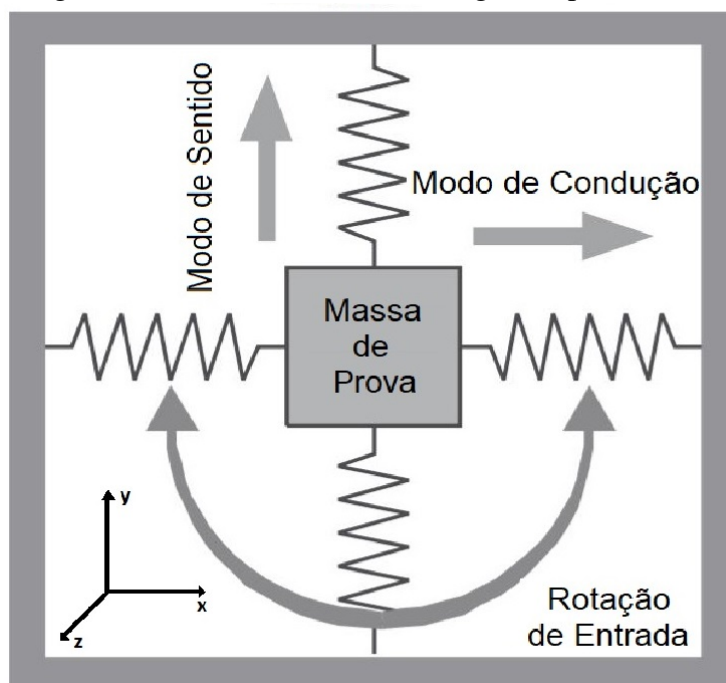 Modo de Sentido
Modo de Condução
Massa
de
Prova
y
x
z
Rotação
de Entrada